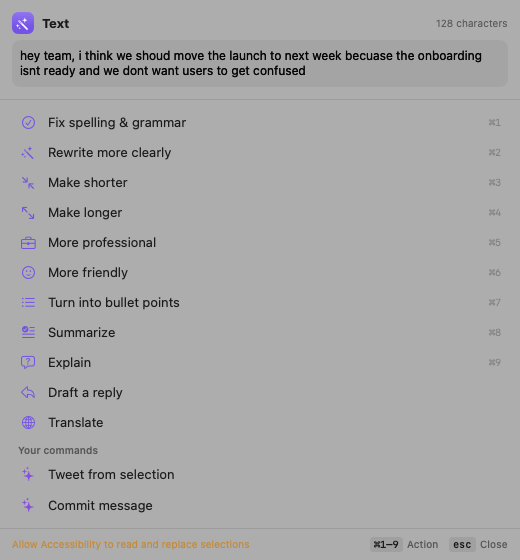 Text
128 characters
hey team, i think we shoud move the launch to next week becuase the onboarding
isnt ready and we dont want users to get confused
Fix spelling & grammar ⌘1
Rewrite more clearly ⌘2
Make shorter ⌘3
Make longer ⌘4
More professional ⌘5
More friendly ⌘6
Turn into bullet points ⌘7
Summarize ⌘8
Explain ⌘9
Draft a reply
Translate
Your commands
Tweet from selection
Commit message
Allow Accessibility to read and replace selections ⌘1–9 Action esc Close